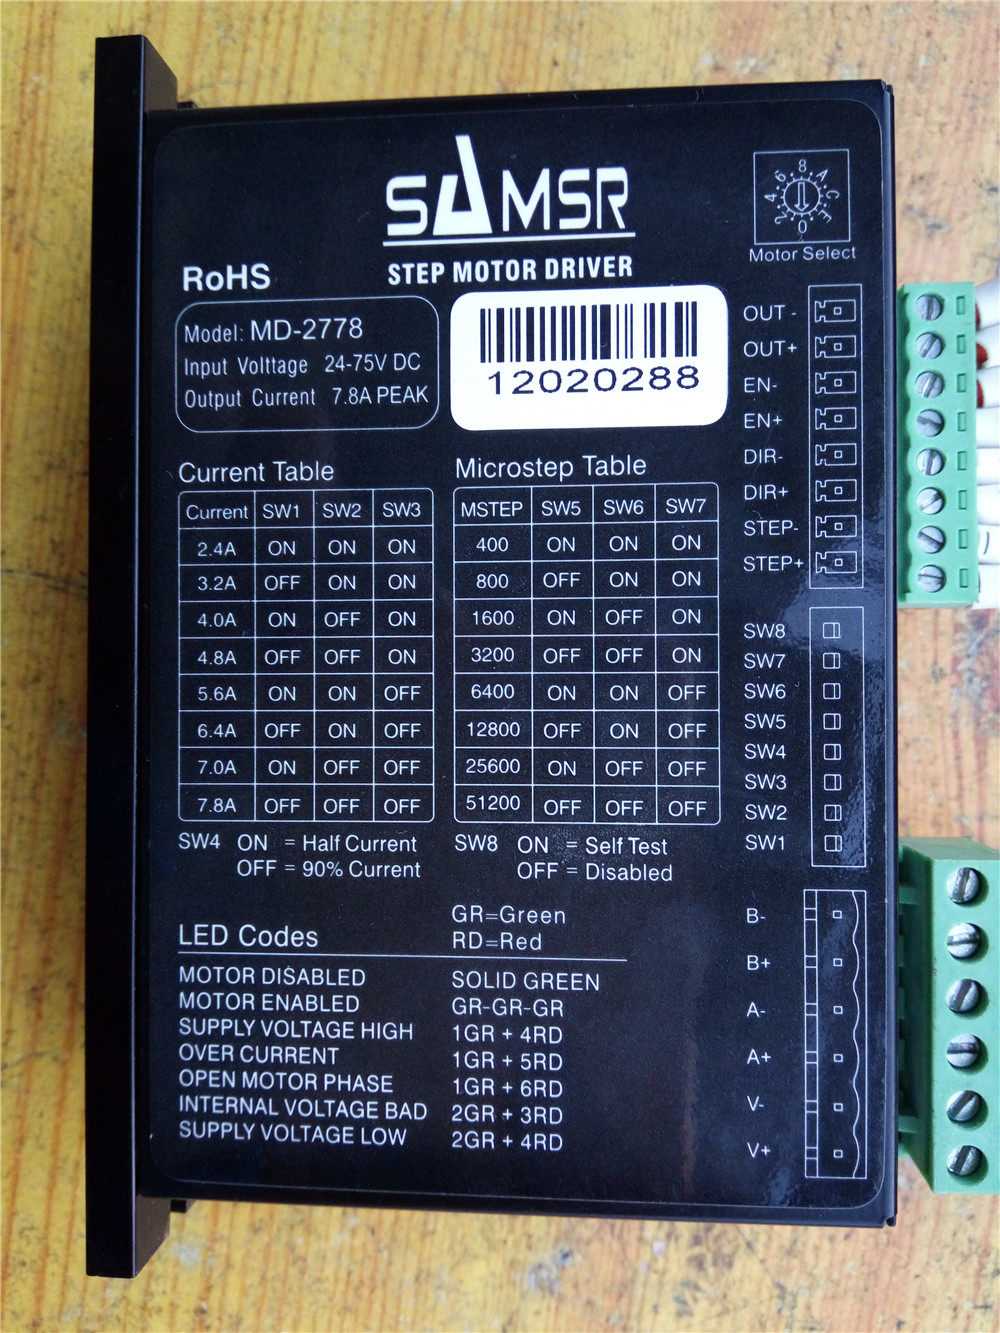 SAMSR
STEP MOTOR DRIVER
RoHS
Model: MD-2778
Input Volttage 24-75V DC
Output Current 7.8A PEAK
12020288
0 2 4 6 8 A C E
Motor Select
OUT -
OUT+
EN-
EN+
DIR-
DIR+
STEP-
STEP+
Current Table
Current SW1 SW2 SW3
2.4A ON ON ON
3.2A OFF ON ON
4.0A ON OFF ON
4.8A OFF OFF ON
5.6A ON ON OFF
6.4A OFF ON OFF
7.0A ON OFF OFF
7.8A OFF OFF OFF
SW4 ON = Half Current
OFF = 90% Current
Microstep Table
MSTEP SW5 SW6 SW7
400 ON ON ON
800 OFF ON ON
1600 ON OFF ON
3200 OFF OFF ON
6400 ON ON OFF
12800 OFF ON OFF
25600 ON OFF OFF
51200 OFF OFF OFF
SW8 ON = Self Test
OFF = Disabled
SW8
SW7
SW6
SW5
SW4
SW3
SW2
SW1
GR=Green
RD=Red
LED Codes
MOTOR DISABLED SOLID GREEN
MOTOR ENABLED GR-GR-GR
SUPPLY VOLTAGE HIGH 1GR + 4RD
OVER CURRENT 1GR + 5RD
OPEN MOTOR PHASE 1GR + 6RD
INTERNAL VOLTAGE BAD 2GR + 3RD
SUPPLY VOLTAGE LOW 2GR + 4RD
B-
B+
A-
A+
V-
V+